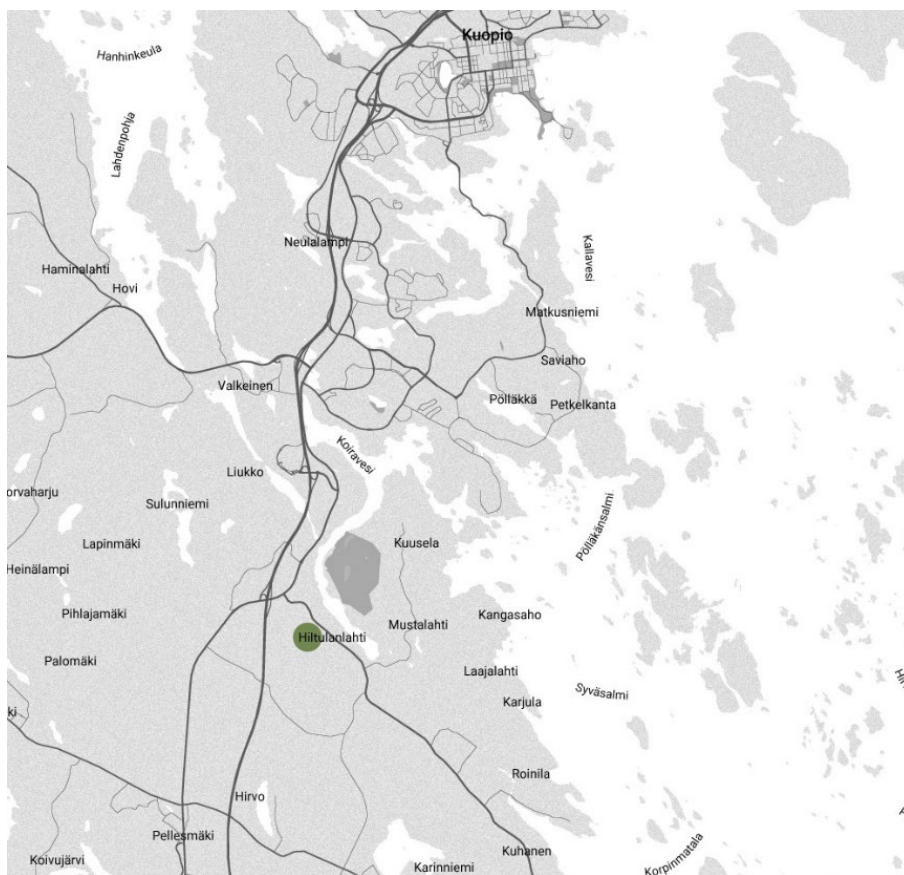 Kuopio
Hanhinkeula
Lahdenpohja
Neulalampi
Kallavesi
Haminalahti
Hovi
Matkusniemi
Saviaho
Valkeinen
Pölläkkä
Petkelkanta
Koiravesi
Liukko
orvaharju
Sulunniemi
Pölläkänsalmi
Lapinmäki
Kuusela
Heinälampi
Pihlajamäki
Kangasaho
Mustalahti
Hiltulanlahti
Palomäki
Laajalahti
Syväsalmi
Karjula
ki
Roinila
Hirvo
Pellesmäki
Kuhanen
Koivujärvi
Karinniemi
Korpinmatala